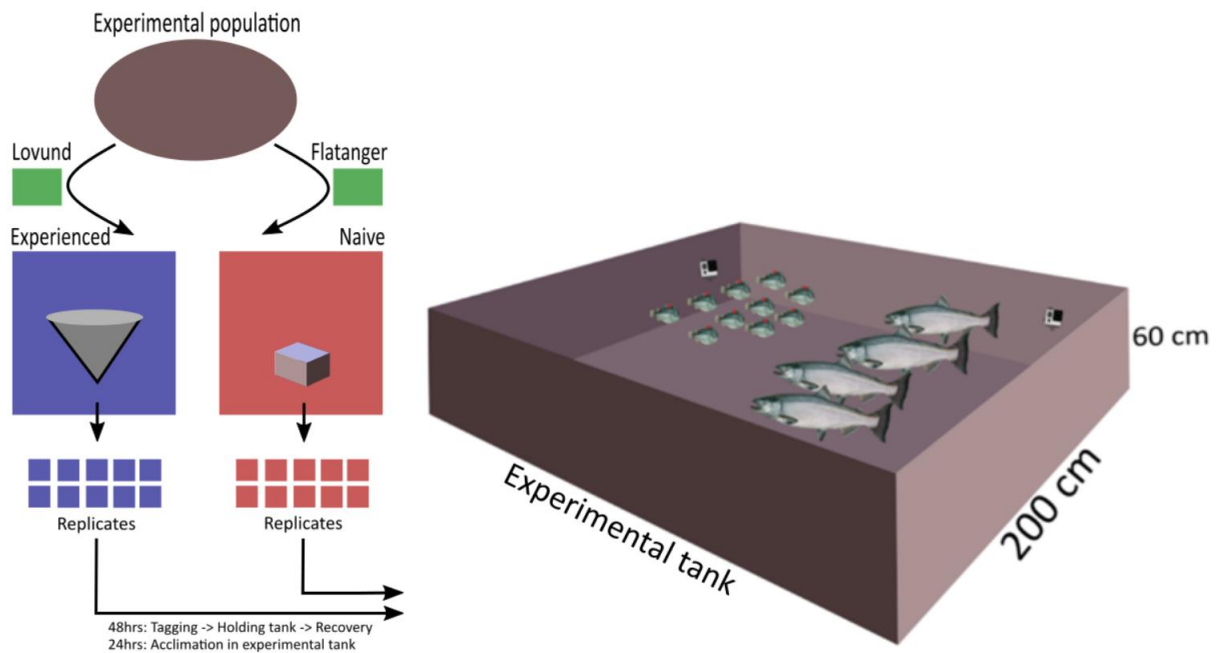 Experimental population
Lovund
Flatanger
Experienced
Naive
Replicates
Replicates
48hrs: Tagging -> Holding tank -> Recovery
24hrs: Acclimation in experimental tank
60 cm
200 cm
Experimental tank